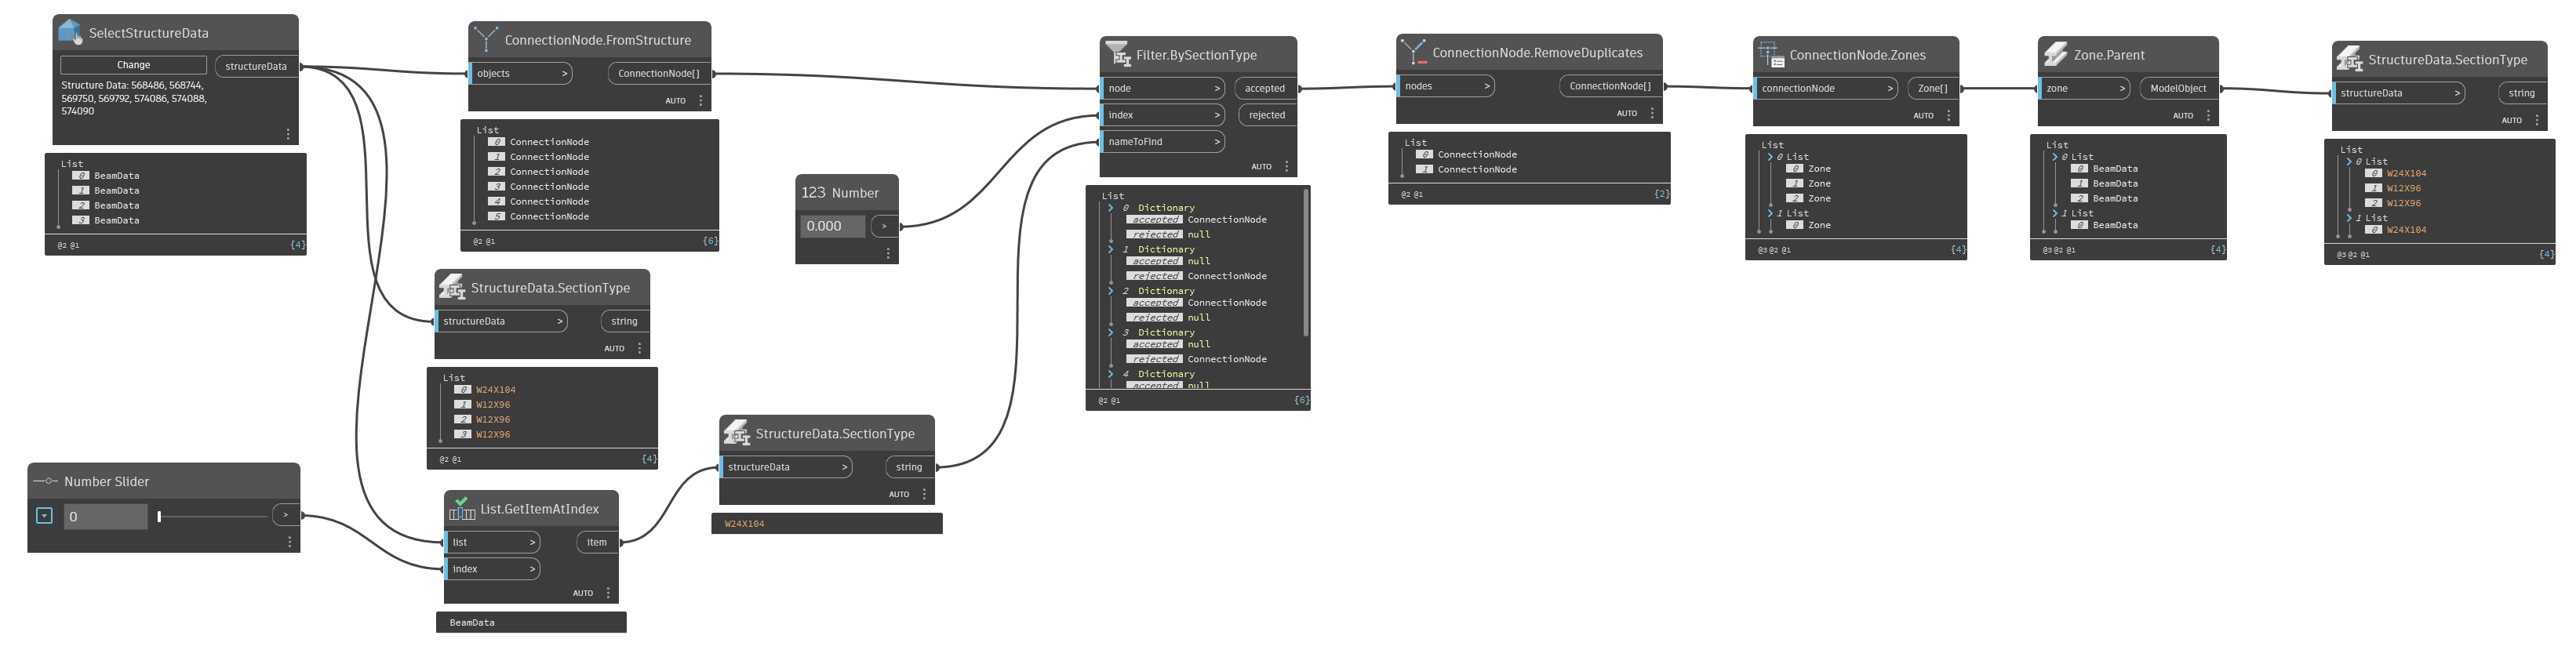 SelectStructureData
Change
structureData
Structure Data: 568486, 568744,
569750, 569792, 574086, 574088,
574090
List
0 BeamData
1 BeamData
2 BeamData
3 BeamData
@2 @1 {4}
ConnectionNode.FromStructure
objects > ConnectionNode[]
AUTO
List
0 ConnectionNode
1 ConnectionNode
2 ConnectionNode
3 ConnectionNode
4 ConnectionNode
5 ConnectionNode
@2 @1 {6}
StructureData.SectionType
structureData > string
AUTO
List
0 W24X104
1 W12X96
2 W12X96
3 W12X96
@2 @1 {4}
Number Slider
0 >
List.GetItemAtIndex
list > item
index >
AUTO
BeamData
StructureData.SectionType
structureData > string
AUTO
W24X104
123 Number
0.000 >
Filter.BySectionType
node > accepted
index > rejected
nameToFind >
AUTO
List
0 Dictionary
accepted ConnectionNode
rejected null
1 Dictionary
accepted null
rejected ConnectionNode
2 Dictionary
accepted ConnectionNode
rejected null
3 Dictionary
accepted null
rejected ConnectionNode
4 Dictionary
accepted null
@2 @1 {6}
ConnectionNode.RemoveDuplicates
nodes > ConnectionNode[]
AUTO
List
0 ConnectionNode
1 ConnectionNode
@2 @1 {2}
ConnectionNode.Zones
connectionNode > Zone[]
AUTO
List
0 List
0 Zone
1 Zone
2 Zone
1 List
0 Zone
@3 @2 @1 {4}
Zone.Parent
zone > ModelObject
AUTO
List
0 List
0 BeamData
1 BeamData
2 BeamData
1 List
0 BeamData
@3 @2 @1 {4}
StructureData.SectionType
structureData > string
AUTO
List
0 List
0 W24X104
1 W12X96
2 W12X96
1 List
0 W24X104
@3 @2 @1 {4}